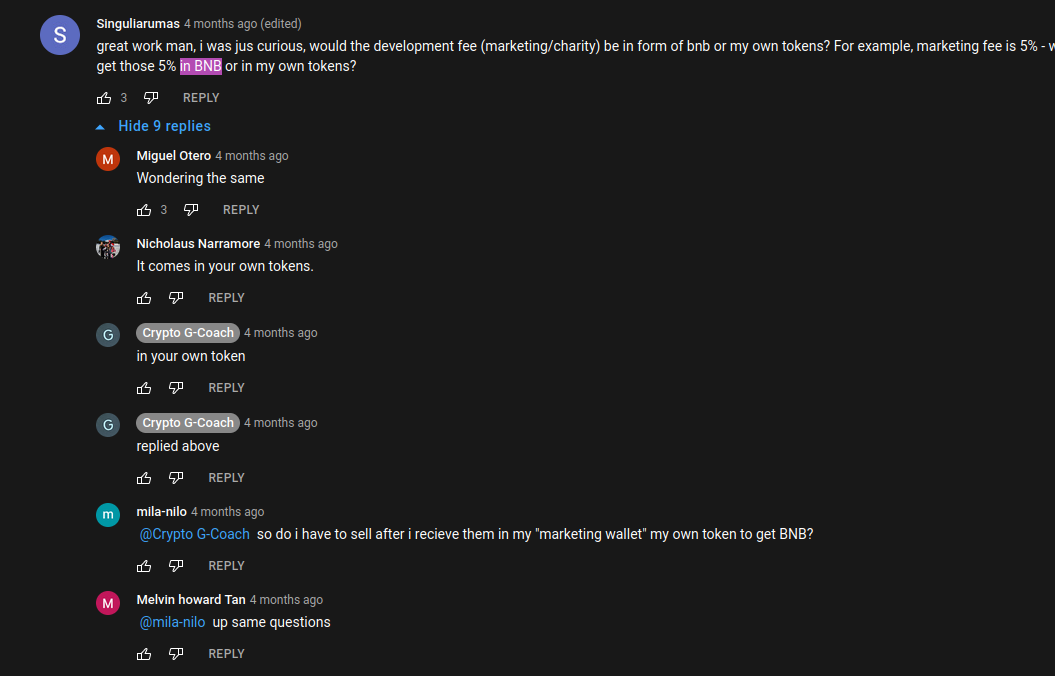 S
Singuliarumas 4 months ago (edited)
great work man, i was jus curious, would the development fee (marketing/charity) be in form of bnb or my own tokens? For example, marketing fee is 5% -
get those 5% in BNB or in my own tokens?
3 REPLY
Hide 9 replies
M
Miguel Otero 4 months ago
Wondering the same
3 REPLY
Nicholaus Narramore 4 months ago
It comes in your own tokens.
REPLY
G
Crypto G-Coach 4 months ago
in your own token
REPLY
G
Crypto G-Coach 4 months ago
replied above
REPLY
m
mila-nilo 4 months ago
@Crypto G-Coach so do i have to sell after i recieve them in my "marketing wallet" my own token to get BNB?
REPLY
M
Melvin howard Tan 4 months ago
@mila-nilo up same questions
REPLY